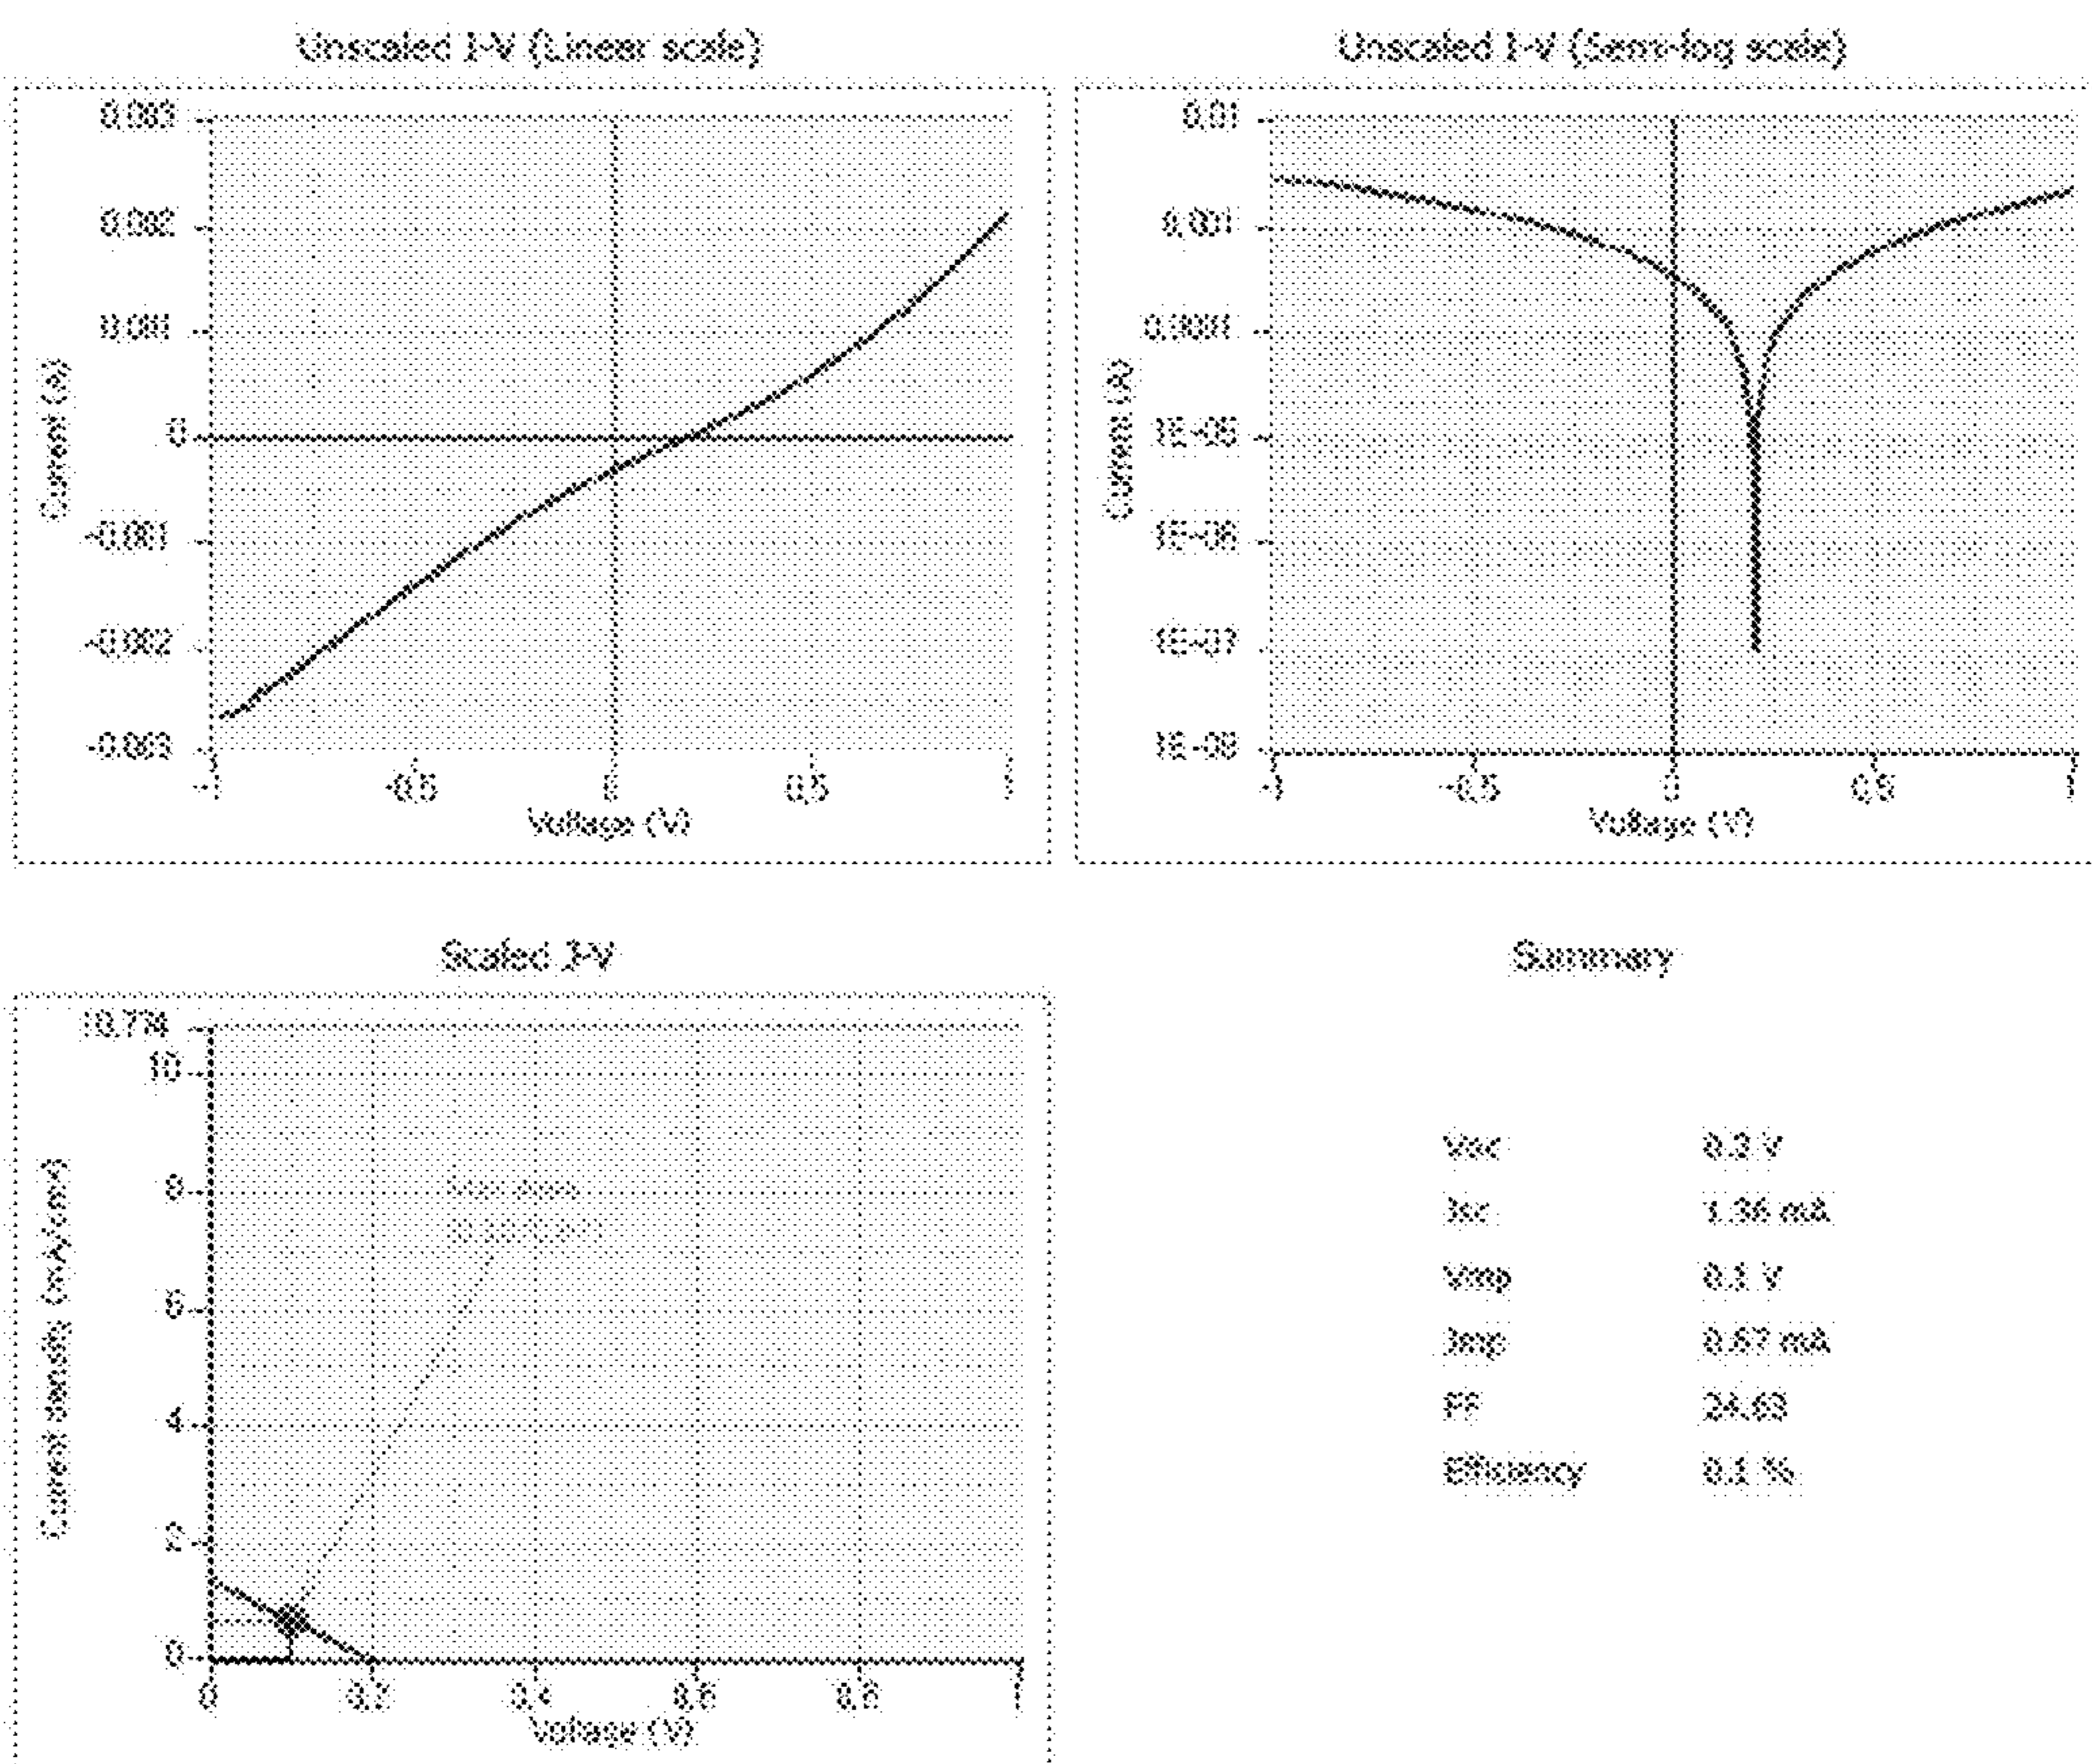 Unscaled I-V (Linear scale)
0.003
0.002
0.001
0
-0.001
-0.002
-0.003
Current (A)
-1 -0.5 0 0.5 1
Voltage (V)
Unscaled I-V (Semi-log scale)
0.01
0.001
0.0001
1E-05
1E-06
1E-07
1E-08
Current (A)
-1 -0.5 0 0.5 1
Voltage (V)
Scaled J-V
10.774
10
8
6
4
2
0
Current density (mA/cm)
Max Area
0 0.2 0.4 0.6 0.8 1
Voltage (V)
Summary
Voc 0.2 V
Jsc 1.36 mA
Vmp 0.1 V
Jmp 0.67 mA
FF 24.63
Efficiency 0.1 %